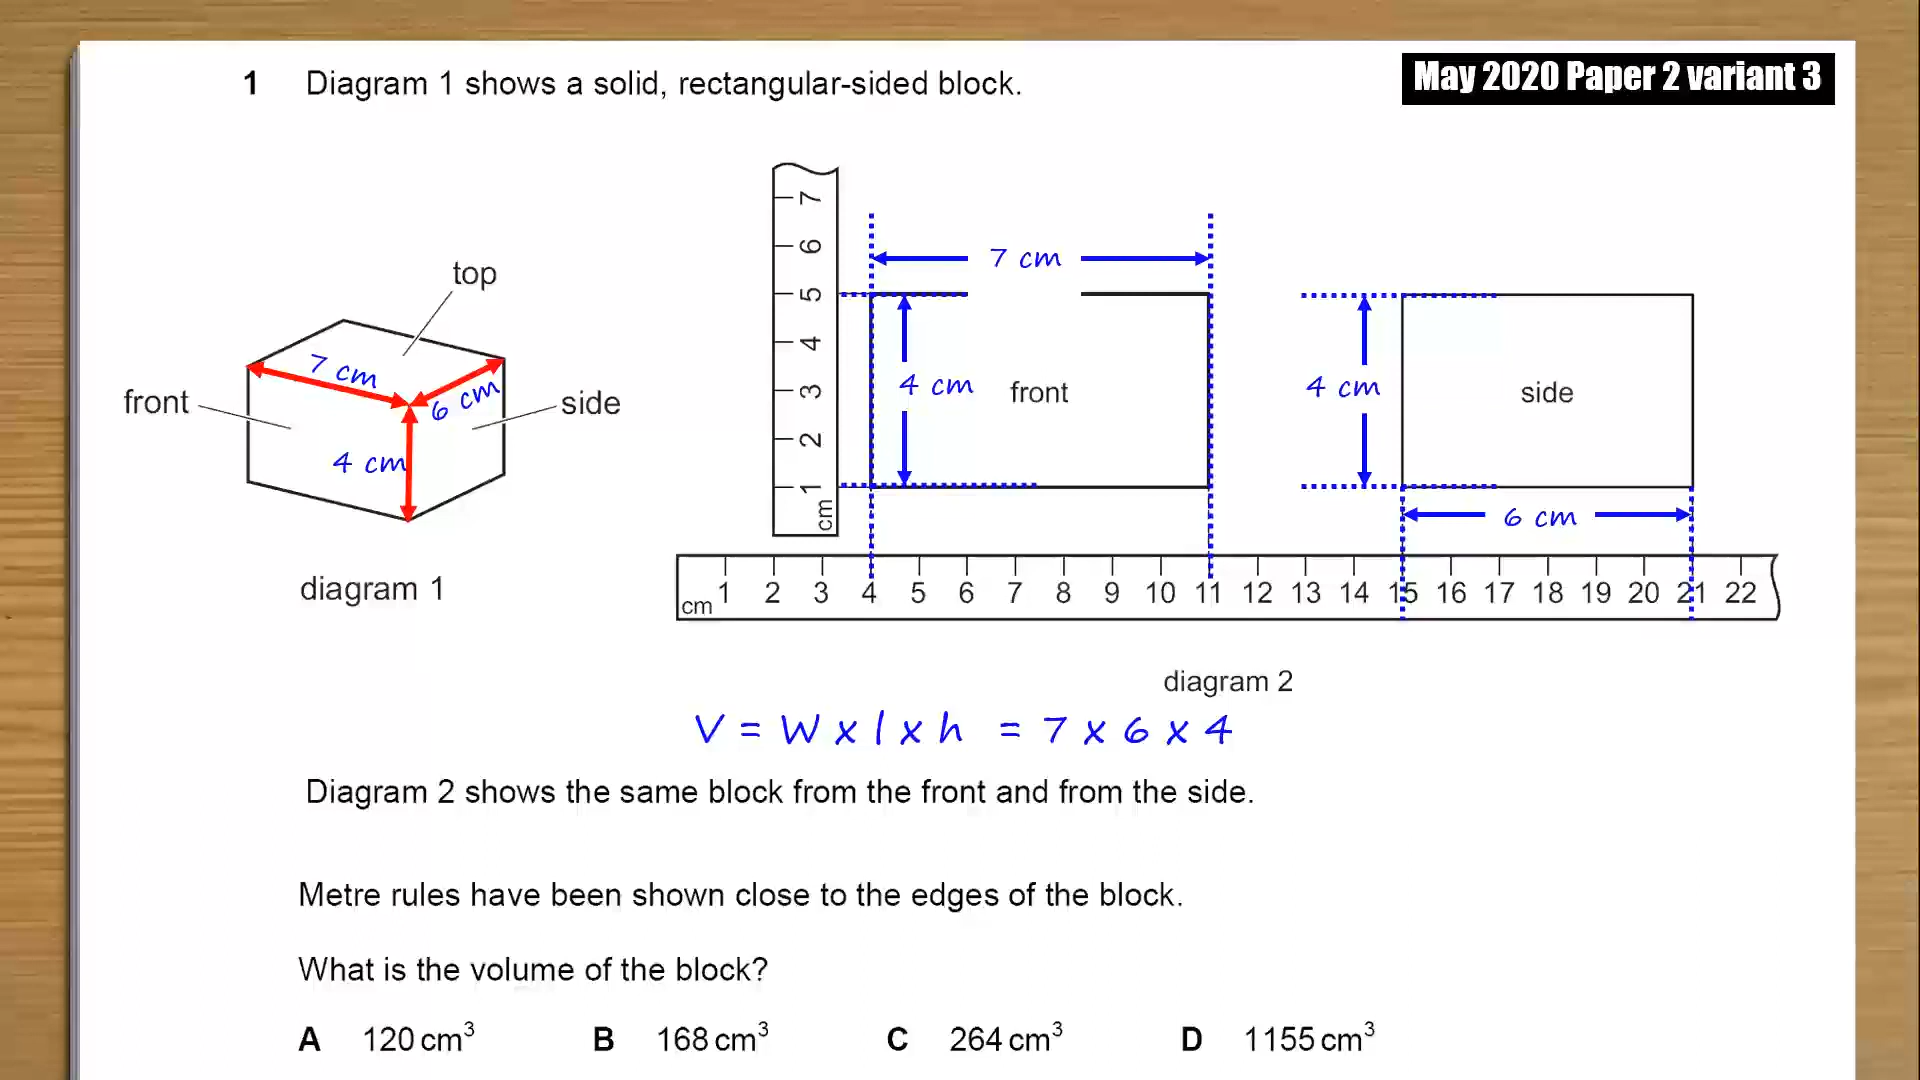 1 Diagram 1 shows a solid, rectangular-sided block.
May 2020 Paper 2 variant 3
top
front
side
7 cm
6 cm
4 cm
diagram 1
7
6
5
4
3
2
1
cm
7 cm
4 cm
front
4 cm
side
6 cm
cm 1 2 3 4 5 6 7 8 9 10 11 12 13 14 15 16 17 18 19 20 21 22
diagram 2
V = W x l x h = 7 x 6 x 4
Diagram 2 shows the same block from the front and from the side.
Metre rules have been shown close to the edges of the block.
What is the volume of the block?
A 120 cm³ B 168 cm³ C 264 cm³ D 1155 cm³